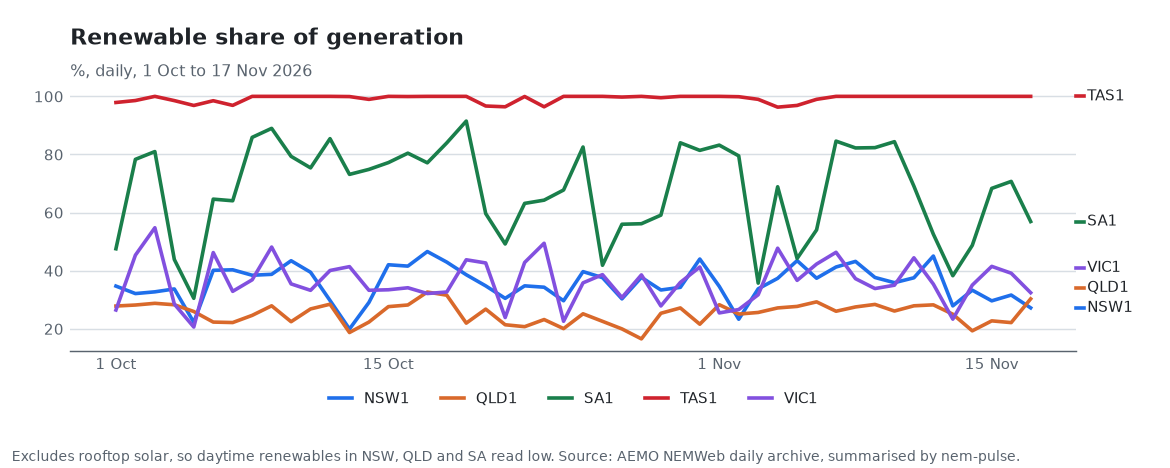 Renewable share of generation
%, daily, 1 Oct to 17 Nov 2026
100
80
60
40
20
TAS1
SA1
VIC1
QLD1
NSW1
1 Oct
15 Oct
1 Nov
15 Nov
NSW1 QLD1 SA1 TAS1 VIC1
Excludes rooftop solar, so daytime renewables in NSW, QLD and SA read low. Source: AEMO NEMWeb daily archive, summarised by nem-pulse.